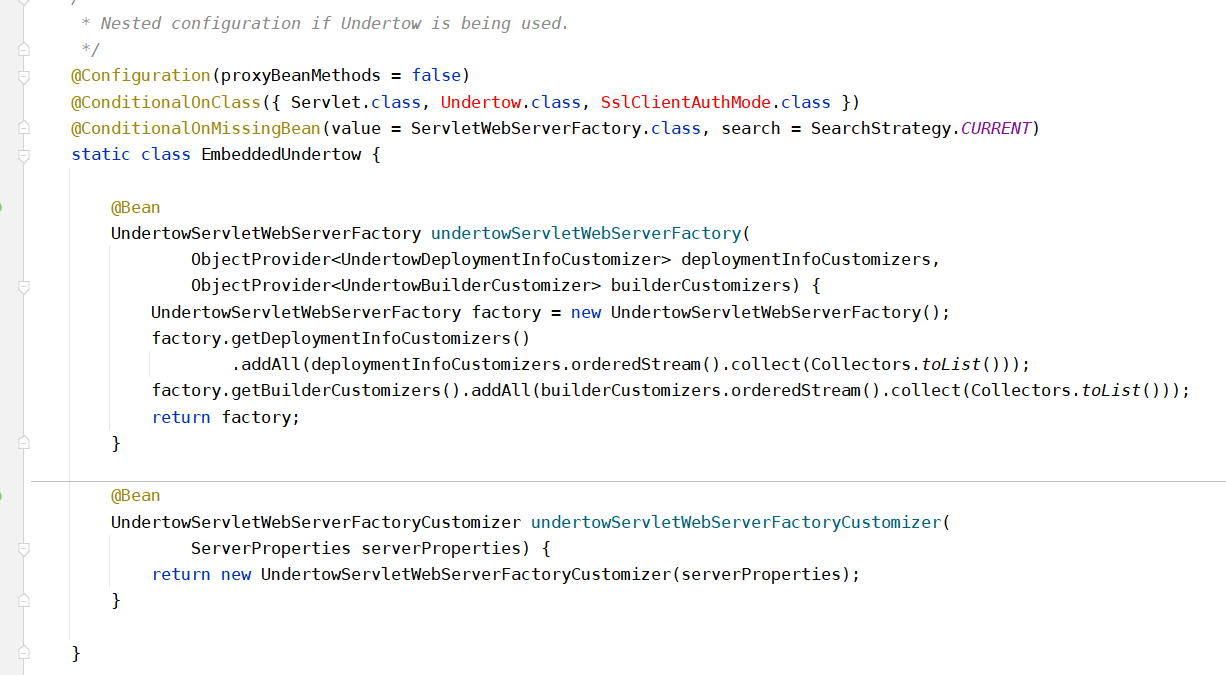 * Nested configuration if Undertow is being used.
*/
@Configuration(proxyBeanMethods = false)
@ConditionalOnClass({ Servlet.class, Undertow.class, SslClientAuthMode.class })
@ConditionalOnMissingBean(value = ServletWebServerFactory.class, search = SearchStrategy.CURRENT)
static class EmbeddedUndertow {
@Bean
UndertowServletWebServerFactory undertowServletWebServerFactory(
ObjectProvider<UndertowDeploymentInfoCustomizer> deploymentInfoCustomizers,
ObjectProvider<UndertowBuilderCustomizer> builderCustomizers) {
UndertowServletWebServerFactory factory = new UndertowServletWebServerFactory();
factory.getDeploymentInfoCustomizers()
.addAll(deploymentInfoCustomizers.orderedStream().collect(Collectors.toList()));
factory.getBuilderCustomizers().addAll(builderCustomizers.orderedStream().collect(Collectors.toList()));
return factory;
}
@Bean
UndertowServletWebServerFactoryCustomizer undertowServletWebServerFactoryCustomizer(
ServerProperties serverProperties) {
return new UndertowServletWebServerFactoryCustomizer(serverProperties);
}
}